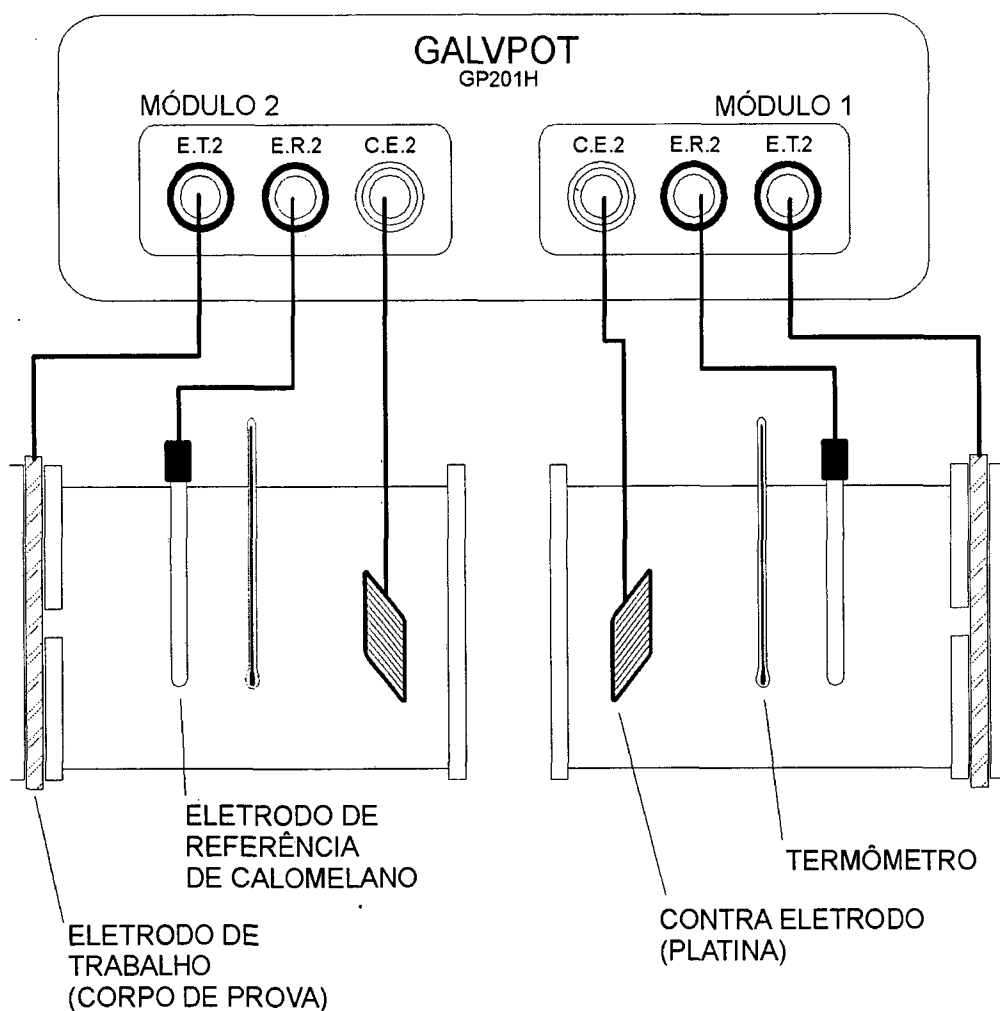 GALVPOT
GP201H
MÓDULO 2
MÓDULO 1
E.T.2 E.R.2 C.E.2
C.E.2 E.R.2 E.T.2
ELETRODO DE
REFERÊNCIA
DE CALOMELANO
TERMÔMETRO
CONTRA ELETRODO
(PLATINA)
ELETRODO DE
TRABALHO
(CORPO DE PROVA)